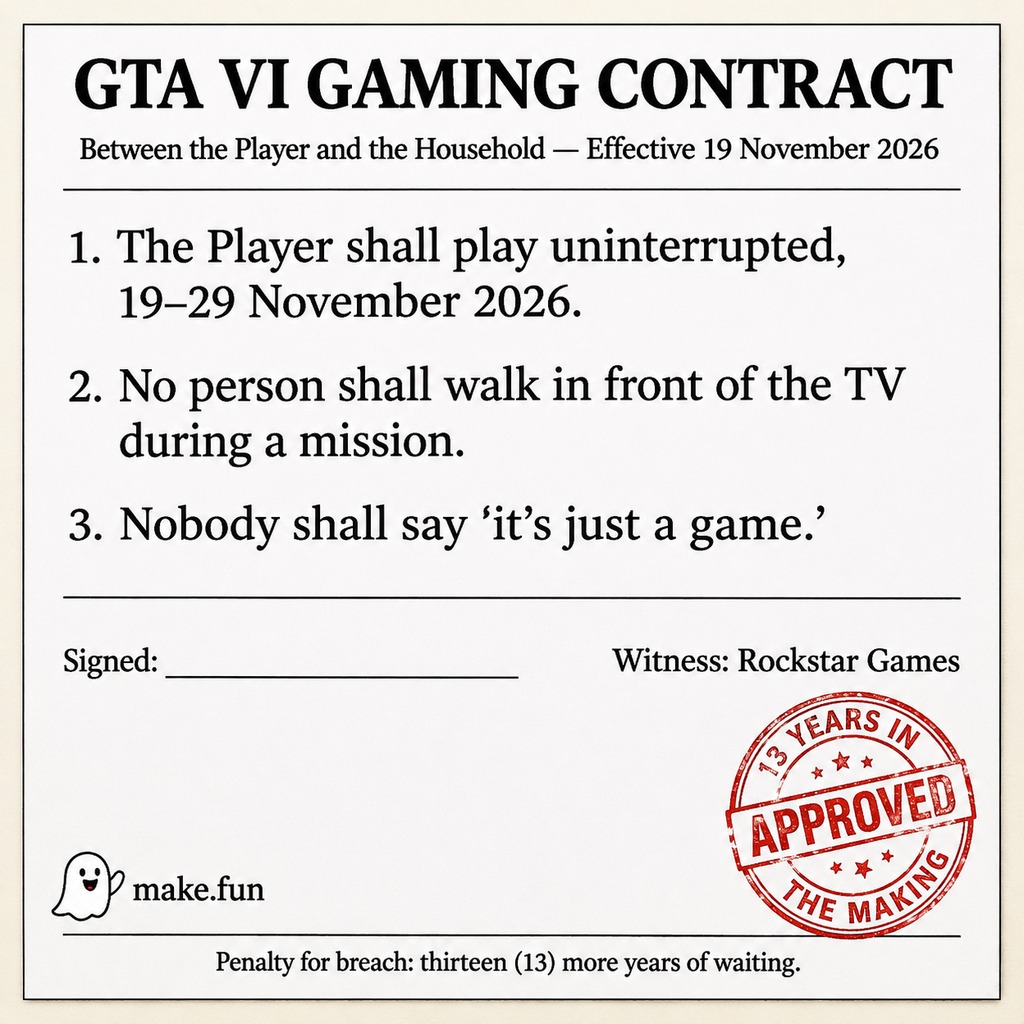 GTA VI GAMING CONTRACT
Between the Player and the Household — Effective 19 November 2026
1. The Player shall play uninterrupted,
19–29 November 2026.
2. No person shall walk in front of the TV
during a mission.
3. Nobody shall say ‘it’s just a game.’
Signed:
Witness: Rockstar Games
13 YEARS IN
APPROVED
THE MAKING
make.fun
Penalty for breach: thirteen (13) more years of waiting.